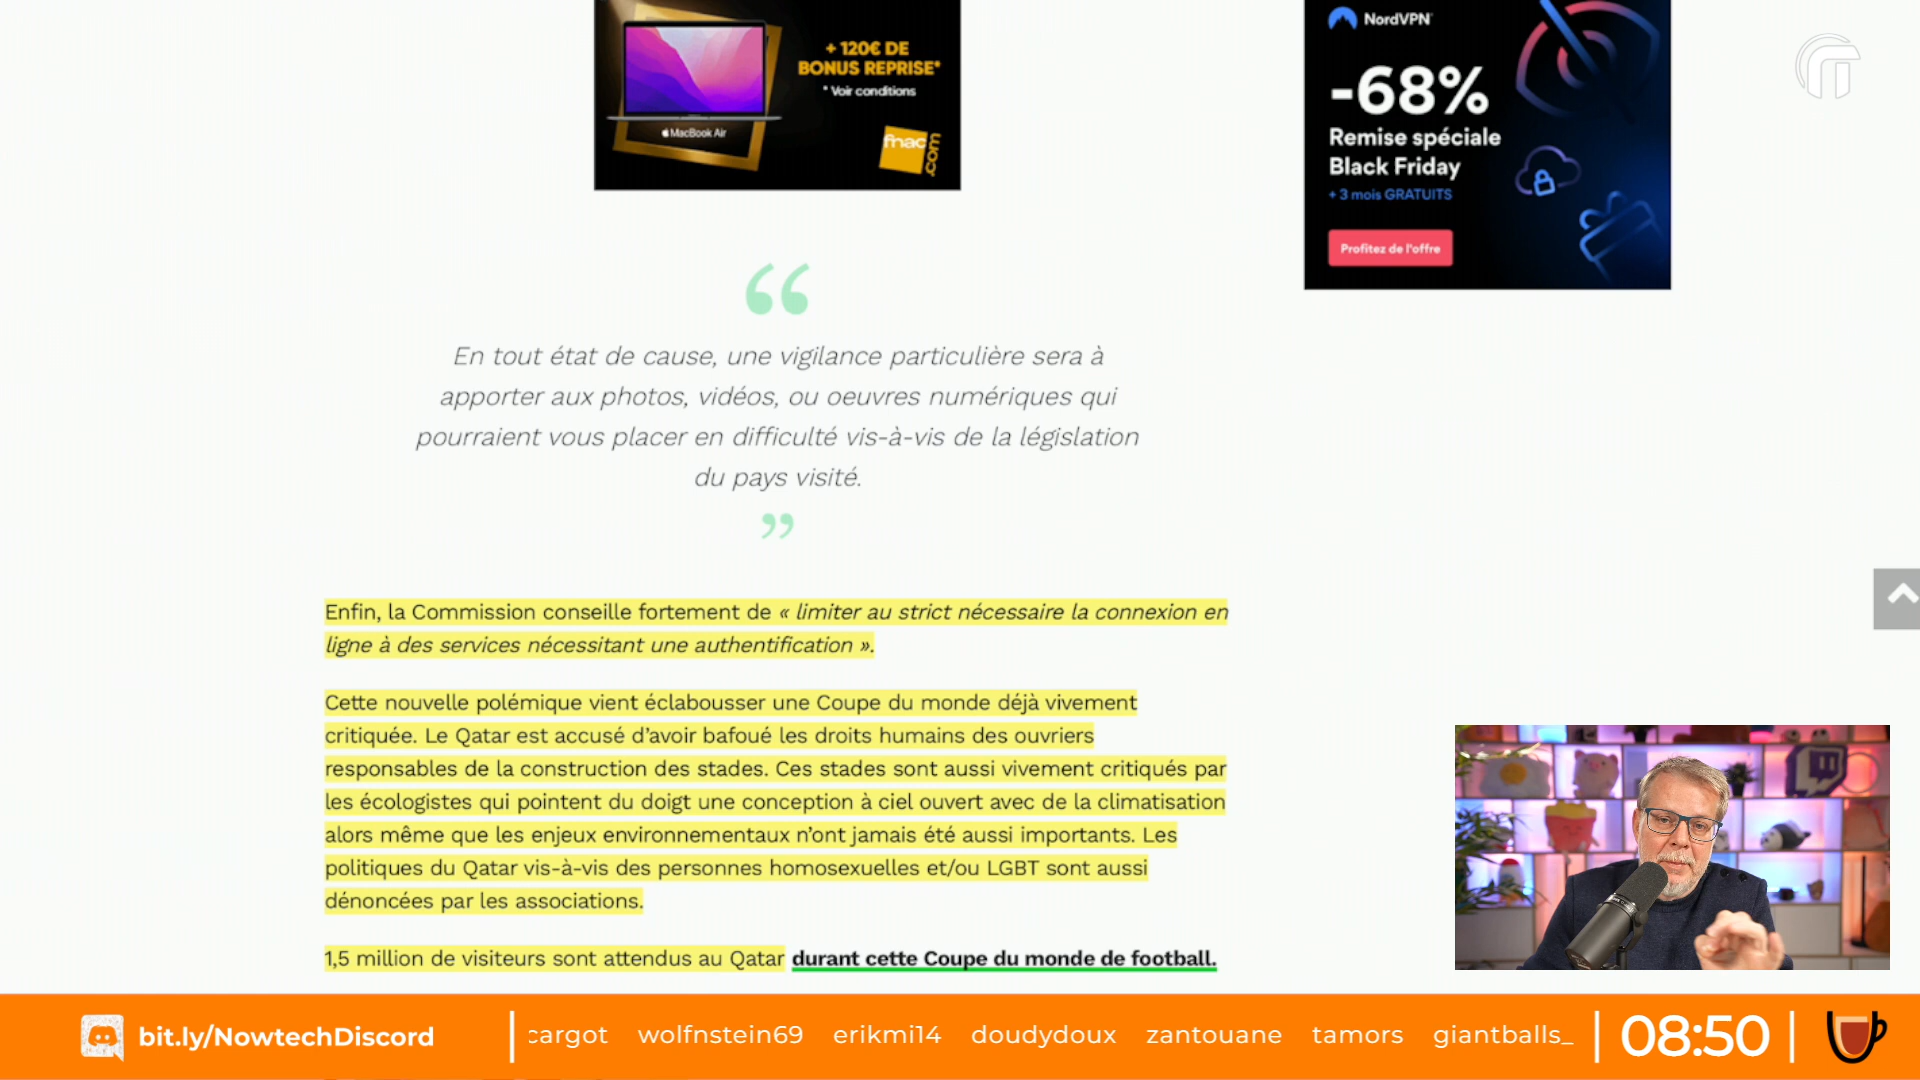 + 120€ DE
BONUS REPRISE*
* Voir conditions
MacBook Air
fnac
.com
NordVPN
-68%
Remise spéciale
Black Friday
+ 3 mois GRATUITS
Profitez de l'offre
“
En tout état de cause, une vigilance particulière sera à
apporter aux photos, vidéos, ou oeuvres numériques qui
pourraient vous placer en difficulté vis-à-vis de la législation
du pays visité.
”
Enfin, la Commission conseille fortement de « limiter au strict nécessaire la connexion en
ligne à des services nécessitant une authentification ».
Cette nouvelle polémique vient éclabousser une Coupe du monde déjà vivement
critiquée. Le Qatar est accusé d’avoir bafoué les droits humains des ouvriers
responsables de la construction des stades. Ces stades sont aussi vivement critiqués par
les écologistes qui pointent du doigt une conception à ciel ouvert avec de la climatisation
alors même que les enjeux environnementaux n’ont jamais été aussi importants. Les
politiques du Qatar vis-à-vis des personnes homosexuelles et/ou LGBT sont aussi
dénoncées par les associations.
1,5 million de visiteurs sont attendus au Qatar durant cette Coupe du monde de football.
bit.ly/NowtechDiscord
cargot wolfnstein69 erikmi14 doudydoux zantouane tamors giantballs_
08:50